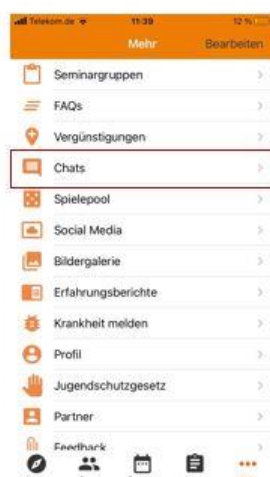 Telekom.de 11:39 12 %
Mehr Bearbeiten
Seminargruppen
FAQs
Vergünstigungen
Chats
Spielepool
Social Media
Bildergalerie
Erfahrungsberichte
Krankheit melden
Profil
Jugendschutzgesetz
Partner
Feedback